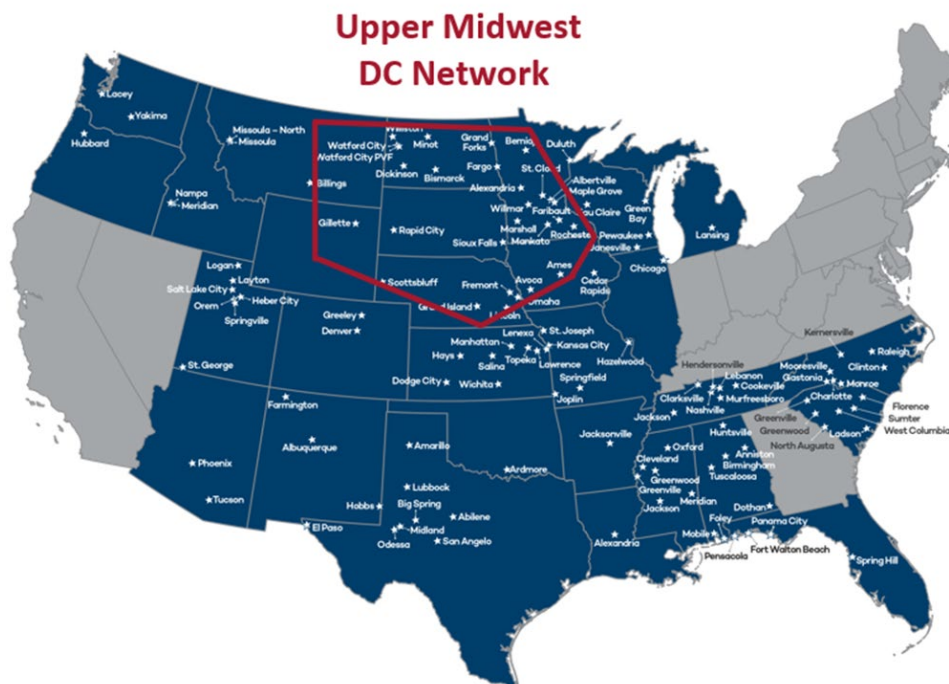 Upper Midwest
DC Network
Lacey
Yakima
Hubbard
Missoula – North
Missoula
Nampa
Meridian
Billings
Gillette
Williston
Watford City
Watford City PVF
Minot
Dickinson
Bismarck
Grand
Forks
Fargo
Duluth
St. Cloud
Albertville
Maple Grove
Alexandria
Willmar
Faribault
Eau Claire
Green
Bay
Marshall
Rochester
Mankato
Pewaukee
Janesville
Lansing
Chicago
Rapid City
Sioux Falls
Ames
Avoca
Cedar
Rapids
Fremont
Omaha
Scottsbluff
Grand Island
Lincoln
Logan
Layton
Salt Lake City
Heber City
Orem
Springville
St. George
Greeley
Denver
Lenexa
St. Joseph
Manhattan
Kansas City
Hays
Topeka
Lawrence
Salina
Hazelwood
Springfield
Dodge City
Wichita
Joplin
Farmington
Albuquerque
Phoenix
Tucson
Amarillo
Ardmore
Lubbock
Hobbs
Big Spring
Abilene
El Paso
Midland
Odessa
San Angelo
Jacksonville
Alexandria
Kernersville
Hendersonville
Lebanon
Mooresville
Raleigh
Clinton
Cookeville
Gastonia
Monroe
Clarksville
Murfreesboro
Charlotte
Nashville
Jackson
Greenville
Florence
Greenwood
Sumter
Ladson
West Columbia
North Augusta
Huntsville
Oxford
Cleveland
Anniston
Birmingham
Greenwood
Tuscaloosa
Greenville
Meridian
Jackson
Dothan
Foley
Panama City
Mobile
Fort Walton Beach
Pensacola
Spring Hill